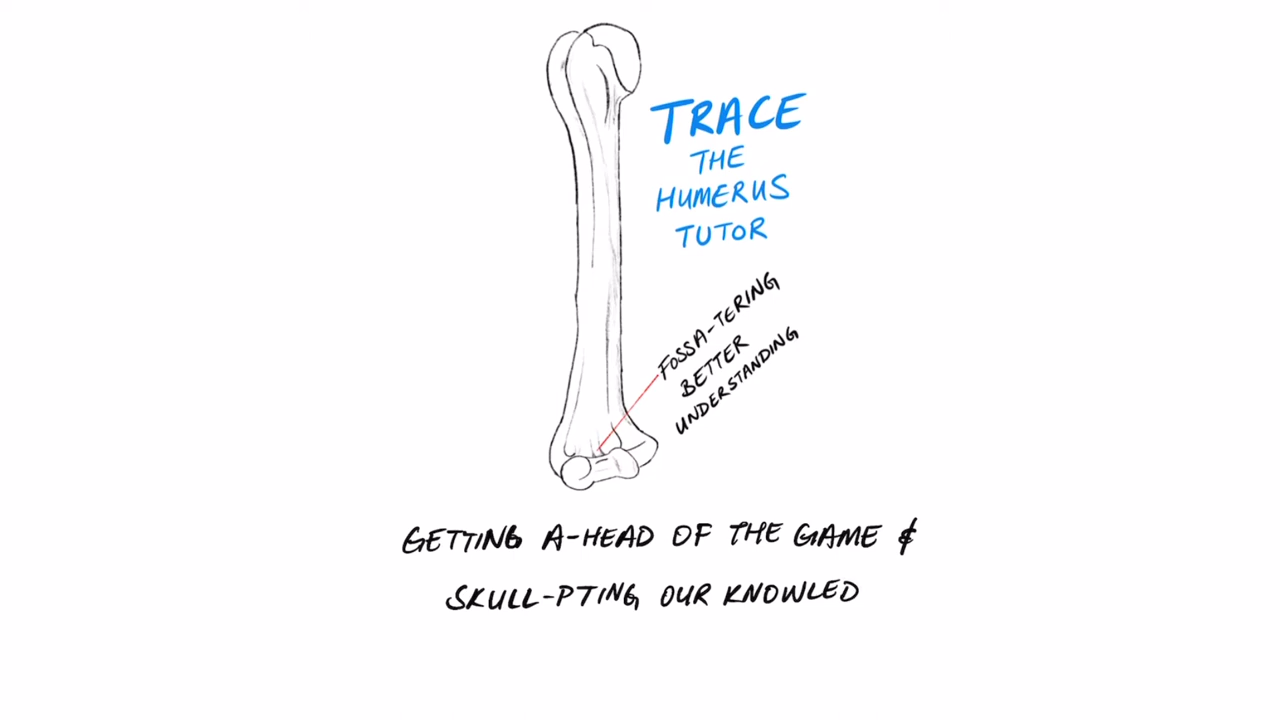 TRACE
THE
HUMERUS
TUTOR
FOSSA-TERING
BETTER
UNDERSTANDING
GETTING A-HEAD OF THE GAME &
SKULL-PTING OUR KNOWLED